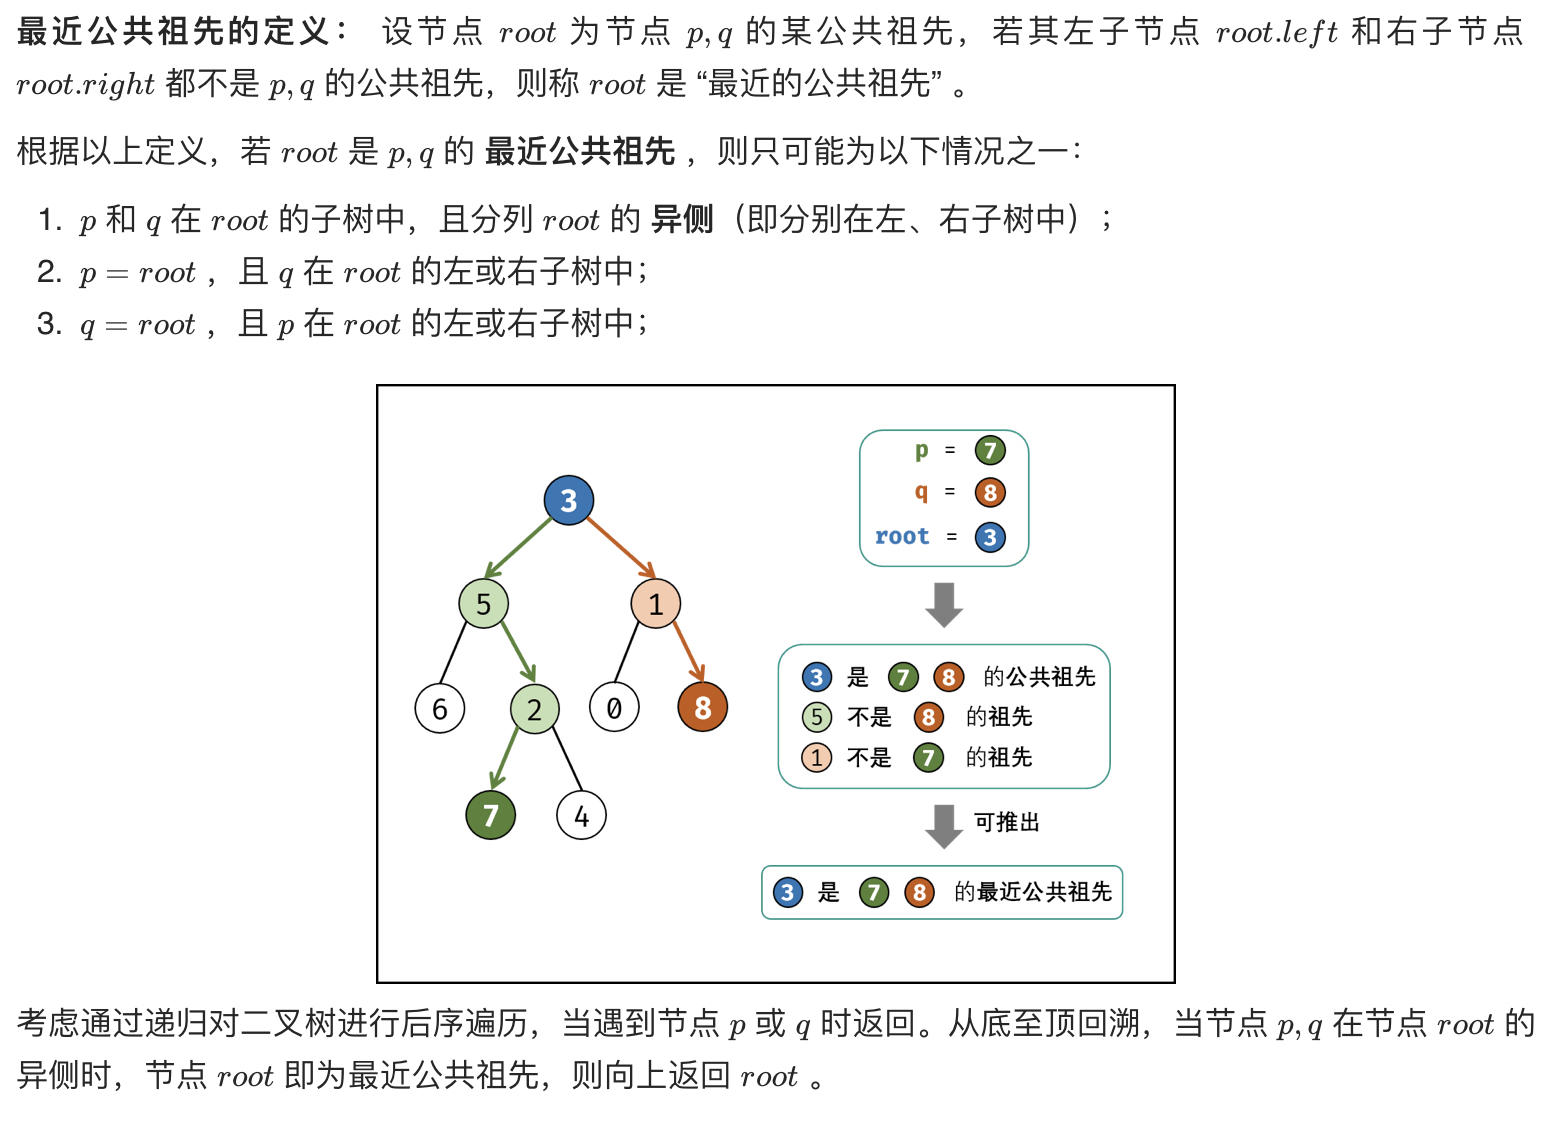 最近公共祖先的定义： 设节点 root 为节点 p, q 的某公共祖先，若其左子节点 root.left 和右子节点
root.right 都不是 p, q 的公共祖先，则称 root 是 “最近的公共祖先” 。
根据以上定义，若 root 是 p, q 的 最近公共祖先 ，则只可能为以下情况之一：
1. p 和 q 在 root 的子树中，且分列 root 的 异侧（即分别在左、右子树中）；
2. p = root ，且 q 在 root 的左或右子树中；
3. q = root ，且 p 在 root 的左或右子树中；
3
5
1
6
2
0
8
7
4
p = 7
q = 8
root = 3
3 是 7 8 的公共祖先
5 不是 8 的祖先
1 不是 7 的祖先
可推出
3 是 7 8 的最近公共祖先
考虑通过递归对二叉树进行后序遍历，当遇到节点 p 或 q 时返回。从底至顶回溯，当节点 p, q 在节点 root 的
异侧时，节点 root 即为最近公共祖先，则向上返回 root 。